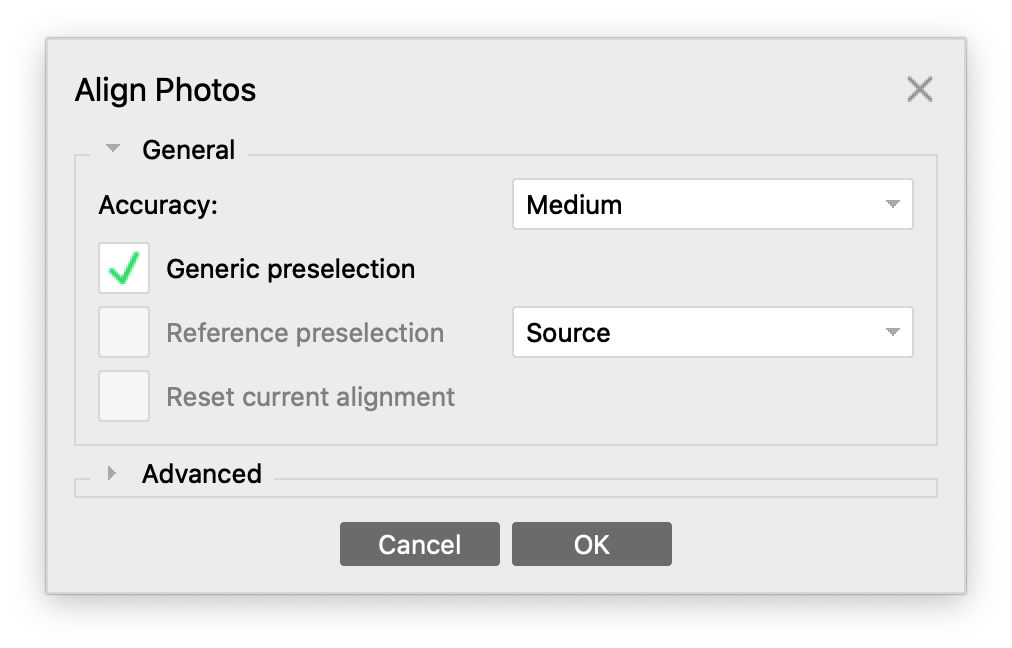 Align Photos
General
Accuracy: Medium
Generic preselection
Reference preselection Source
Reset current alignment
Advanced
Cancel OK